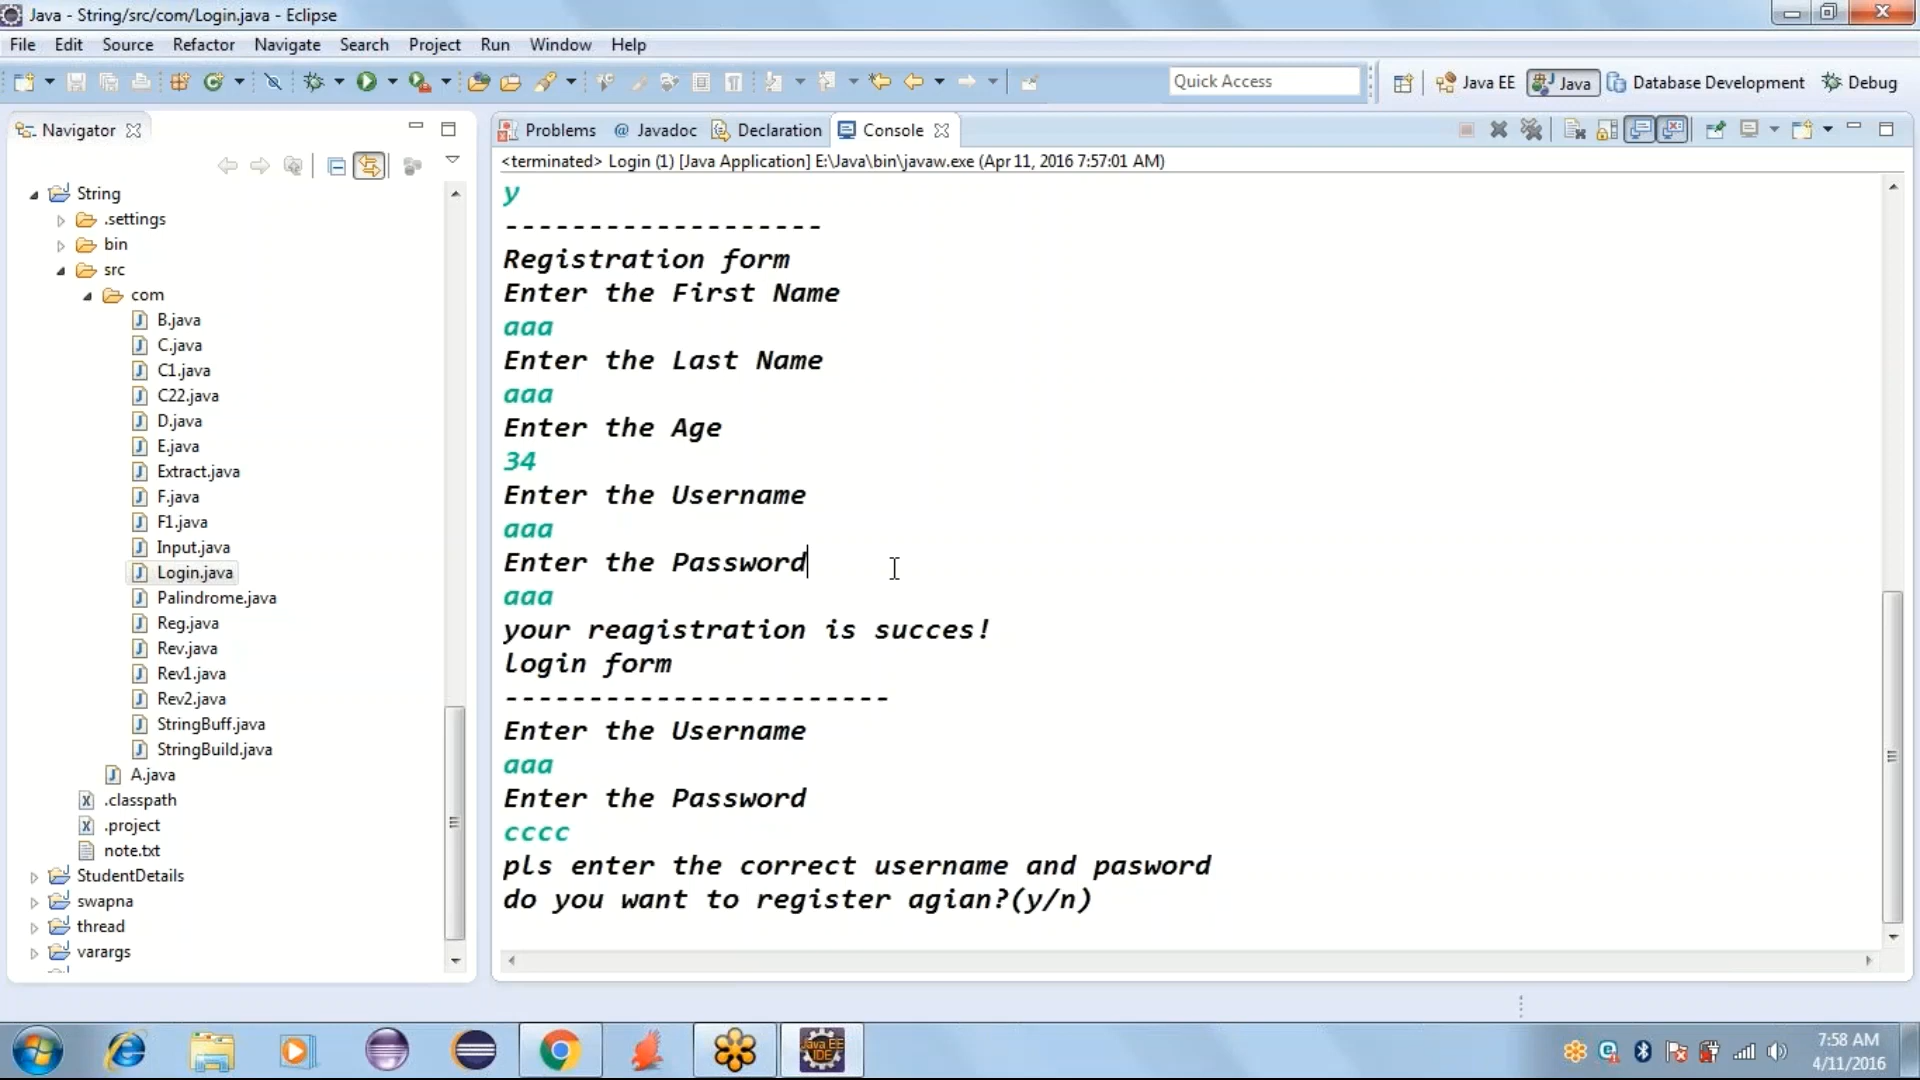 Java - String/src/com/Login.java - Eclipse
File Edit Source Refactor Navigate Search Project Run Window Help
Quick Access
Java EE
Java
Database Development
Debug
Navigator
Problems
@ Javadoc
Declaration
Console
<terminated> Login (1) [Java Application] E:\Java\bin\javaw.exe (Apr 11, 2016 7:57:01 AM)
String
.settings
bin
src
com
B.java
C.java
C1.java
C22.java
D.java
E.java
Extract.java
F.java
F1.java
Input.java
Login.java
Palindrome.java
Reg.java
Rev.java
Rev1.java
Rev2.java
StringBuff.java
StringBuild.java
A.java
.classpath
.project
note.txt
StudentDetails
swapna
thread
varargs
y
-------------------
Registration form
Enter the First Name
aaa
Enter the Last Name
aaa
Enter the Age
34
Enter the Username
aaa
Enter the Password
aaa
your reagistration is succes!
login form
-----------------------
Enter the Username
aaa
Enter the Password
cccc
pls enter the correct username and pasword
do you want to register agian?(y/n)
Java EE
IDE
7:58 AM
4/11/2016